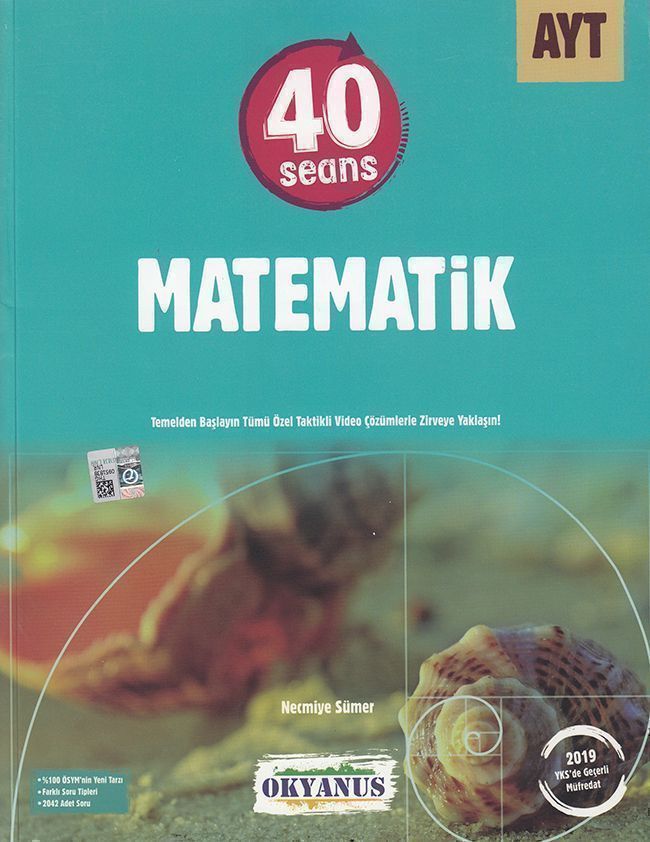 AYT
40
seans
MATEMATİK
Temelden Başlayın Tümü Özel Taktikli Video Çözümlerle Zirveye Yaklaşın!
Necmiye Sümer
• %100 ÖSYM'nin Yeni Tarzı
• Farklı Soru Tipleri
• 2042 Adet Soru
OKYANUS
2019
YKS'de Geçerli
Müfredat